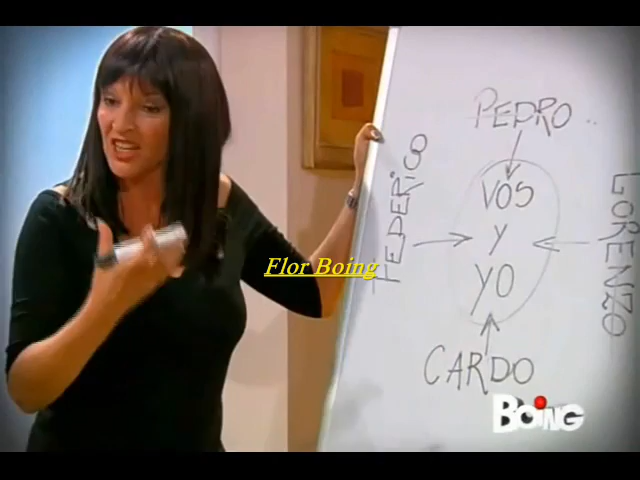 PEDRO ..
FEDERICO
VOS
Y
YO
LORENZO
CARDO
Flor Boing
BOING